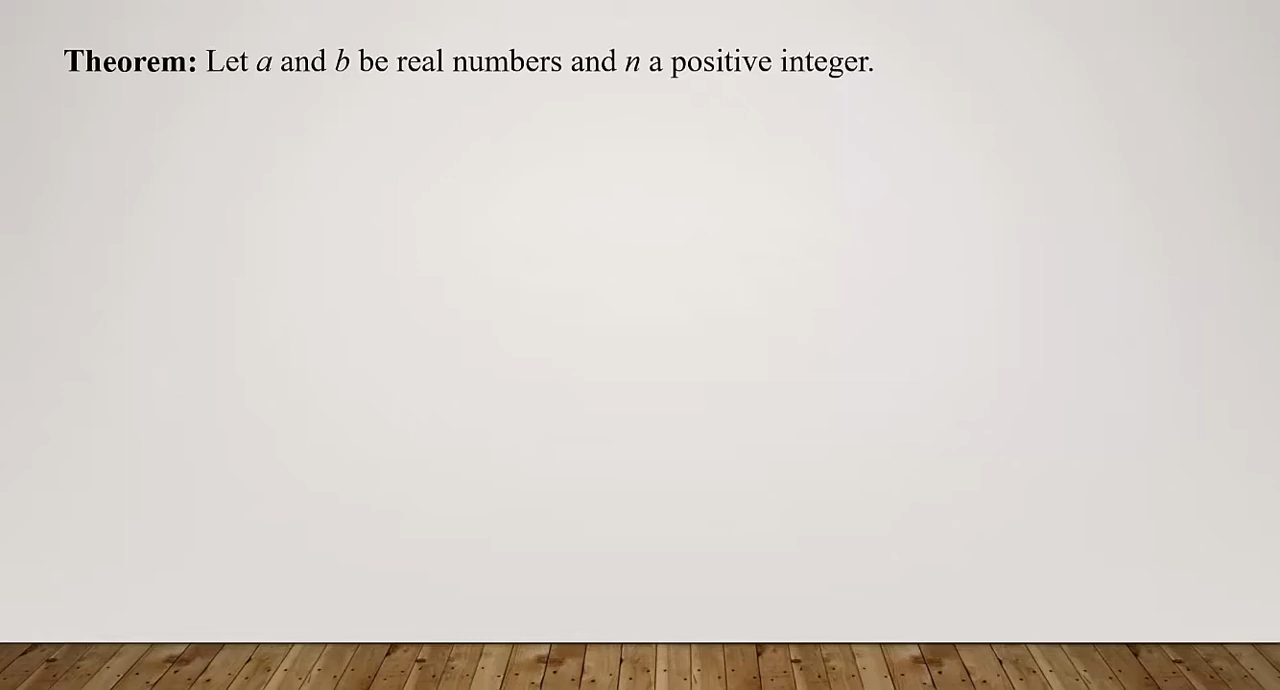 Theorem: Let a and b be real numbers and n a positive integer.